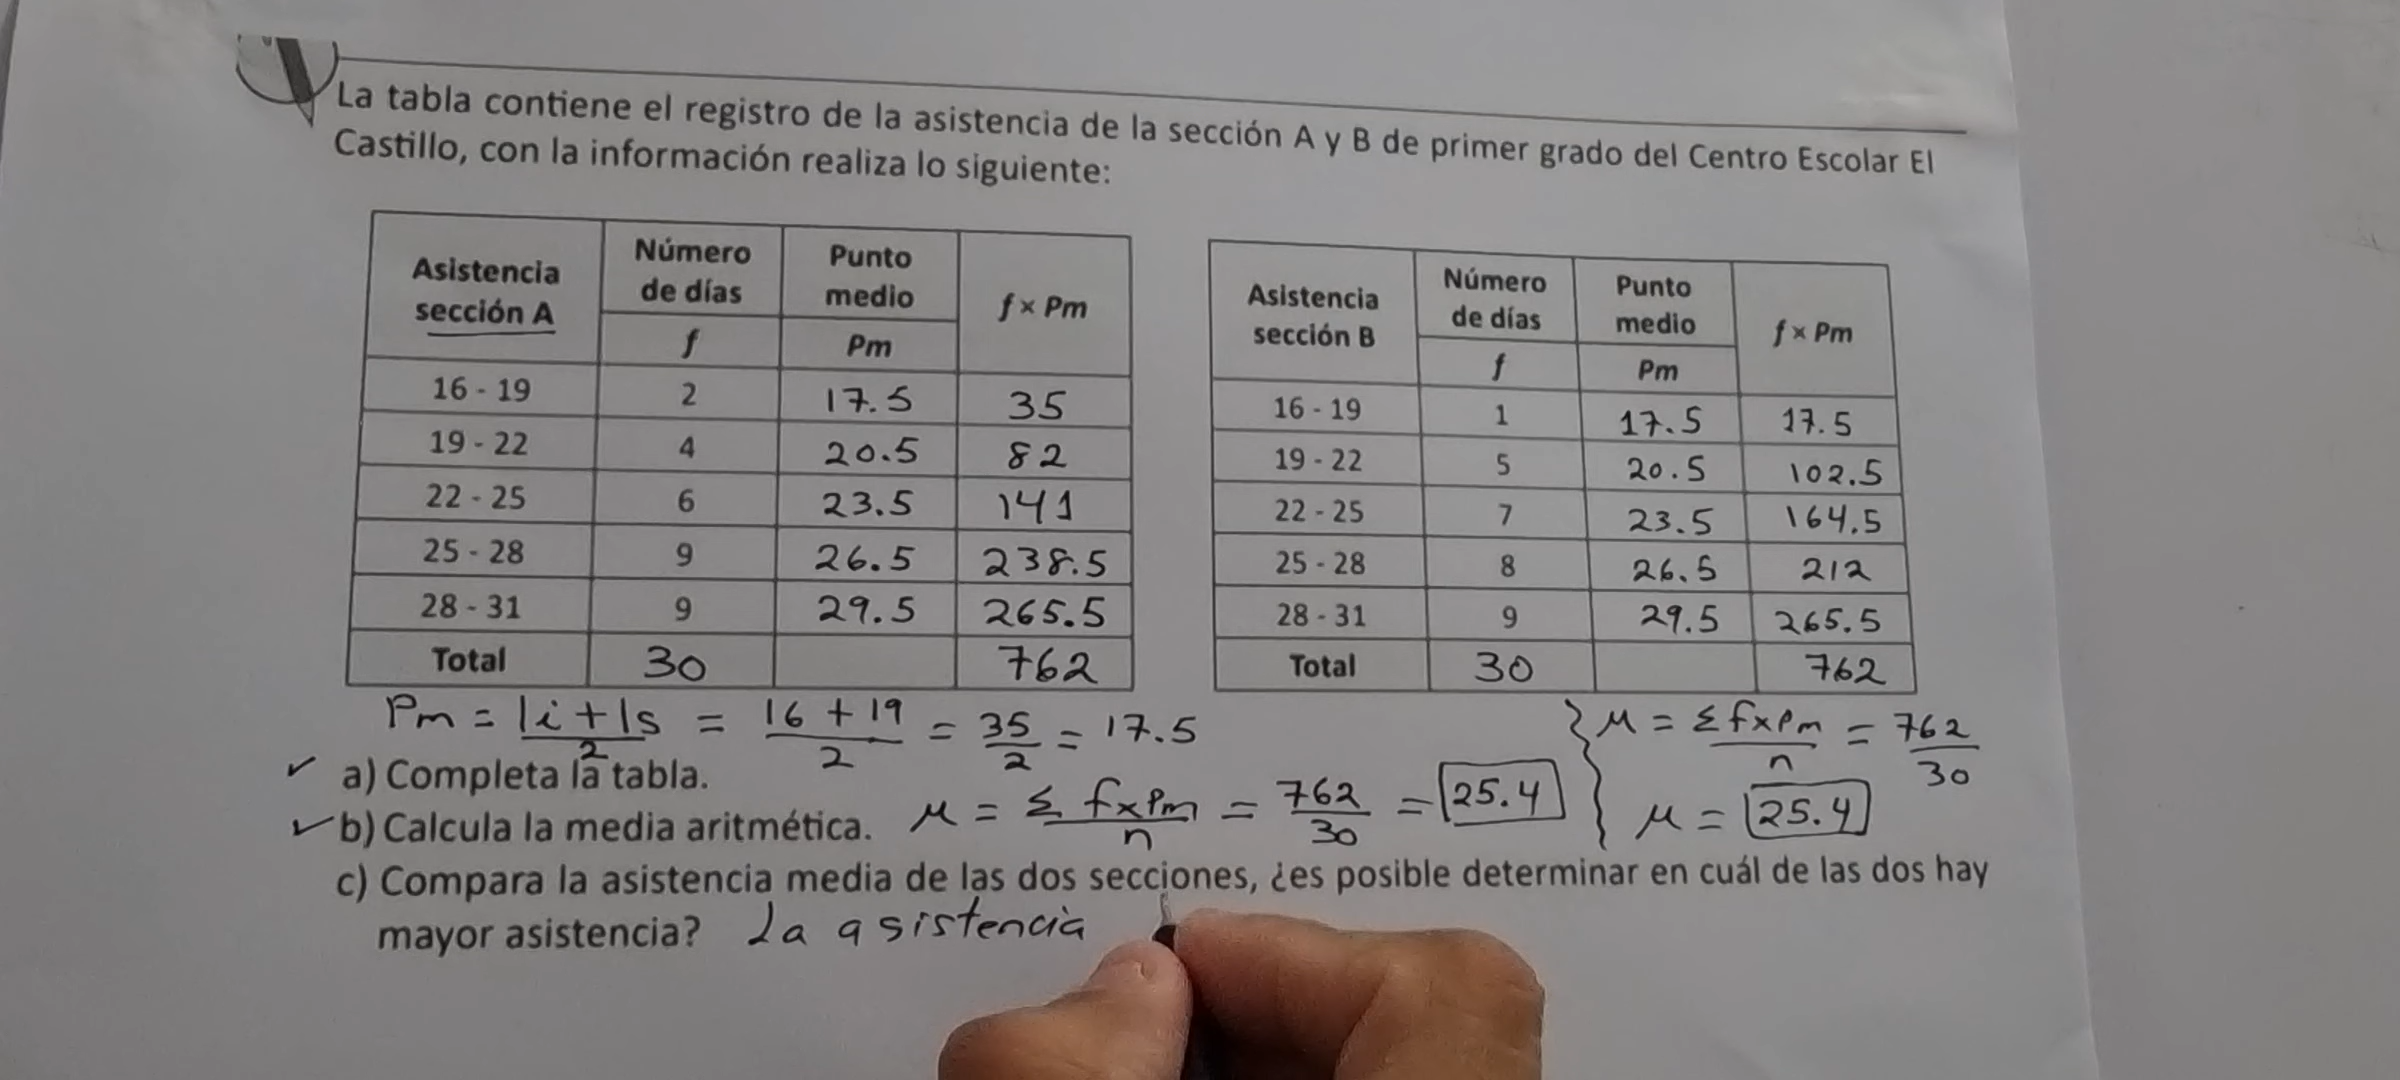 La tabla contiene el registro de la asistencia de la sección A y B de primer grado del Centro Escolar El
Castillo, con la información realiza lo siguiente:
Asistencia sección A | Número de días | Punto medio | f × Pm
f | Pm
16 - 19 | 2 | 17.5 | 35
19 - 22 | 4 | 20.5 | 82
22 - 25 | 6 | 23.5 | 141
25 - 28 | 9 | 26.5 | 238.5
28 - 31 | 9 | 29.5 | 265.5
Total | 30 | | 762
Asistencia sección B | Número de días | Punto medio | f × Pm
f | Pm
16 - 19 | 1 | 17.5 | 17.5
19 - 22 | 5 | 20.5 | 102.5
22 - 25 | 7 | 23.5 | 164.5
25 - 28 | 8 | 26.5 | 212
28 - 31 | 9 | 29.5 | 265.5
Total | 30 | | 762
Pm = (li + ls)/2 = (16 + 19)/2 = 35/2 = 17.5
✓ a) Completa la tabla.
✓ b) Calcula la media aritmética. μ = Σ f x Pm / n = 762/30 = 25.4
} μ = Σ f x Pm / n = 762/30
μ = 25.4
c) Compara la asistencia media de las dos secciones, ¿es posible determinar en cuál de las dos hay
mayor asistencia? La asistencia